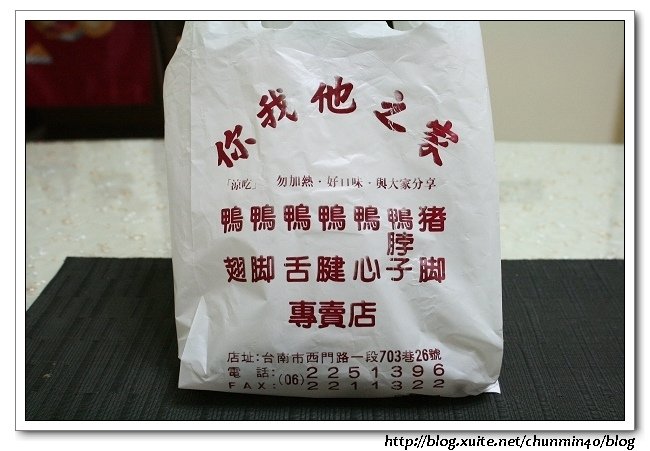 你我他之家
「涼吃」 勿加熱·好口味·與大家分享
鴨翅 鴨脚 鴨舌 鴨腱 鴨心 鴨脖子 猪脚
專賣店
店址:台南市西門路一段703巷26號
電話:(06)2251396
FAX:(06)2211322
http://blog.xuite.net/chunmin40/blog